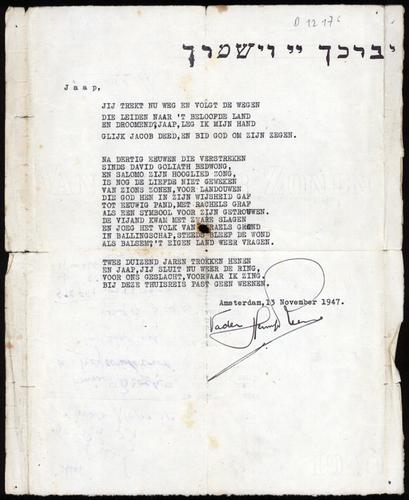 D 12 176
יברכך יי וישמרך
Jaap,
JIJ TREKT NU WEG EN VOLGT DE WEGEN
DIE LEIDEN NAAR 'T BELOOFDE LAND
EN DROOMEND, JAAP, LEG IK MIJN HAND
GLIJK JACOB DEED, EN BID GOD OM ZIJN ZEGEN.
NA DERTIG EEUWEN DIE VERSTREKEN
SINDS DAVID GOLIATH BEDWONG,
EN SALOMO ZIJN HOOGLIED ZONG,
IS NOG DE LIEFDE NIET GEWEKEN
VAN ZIONS ZONEN, VOOR LANDOUWEN
DIE GOD HEN IN ZIJN WIJSHEID GAF
TOT EEUWIG PAND, MET RACHELS GRAF
ALS EEN SYMBOOL VOOR ZIJN GETROUWEN.
DE VIJAND KWAM MET ZWARE SLAGEN
EN JOEG HET VOLK VAN ISRAELS GROND
IN BALLINGSCHAP, STEEDS BLEEF DE WOND
ALS BALSEM 'T EIGEN LAND WEER VRAGEN.
TWEE DUIZEND JAREN TROKKEN HENEN
EN JAAP, JIJ SLUIT NU WEER DE RING,
VOOR ONS GESLACHT, VOORWAAR IK ZING
BIJ DEZE THUISREIS PAST GEEN WEENEN.
Amsterdam, 13 November 1947.
Vader